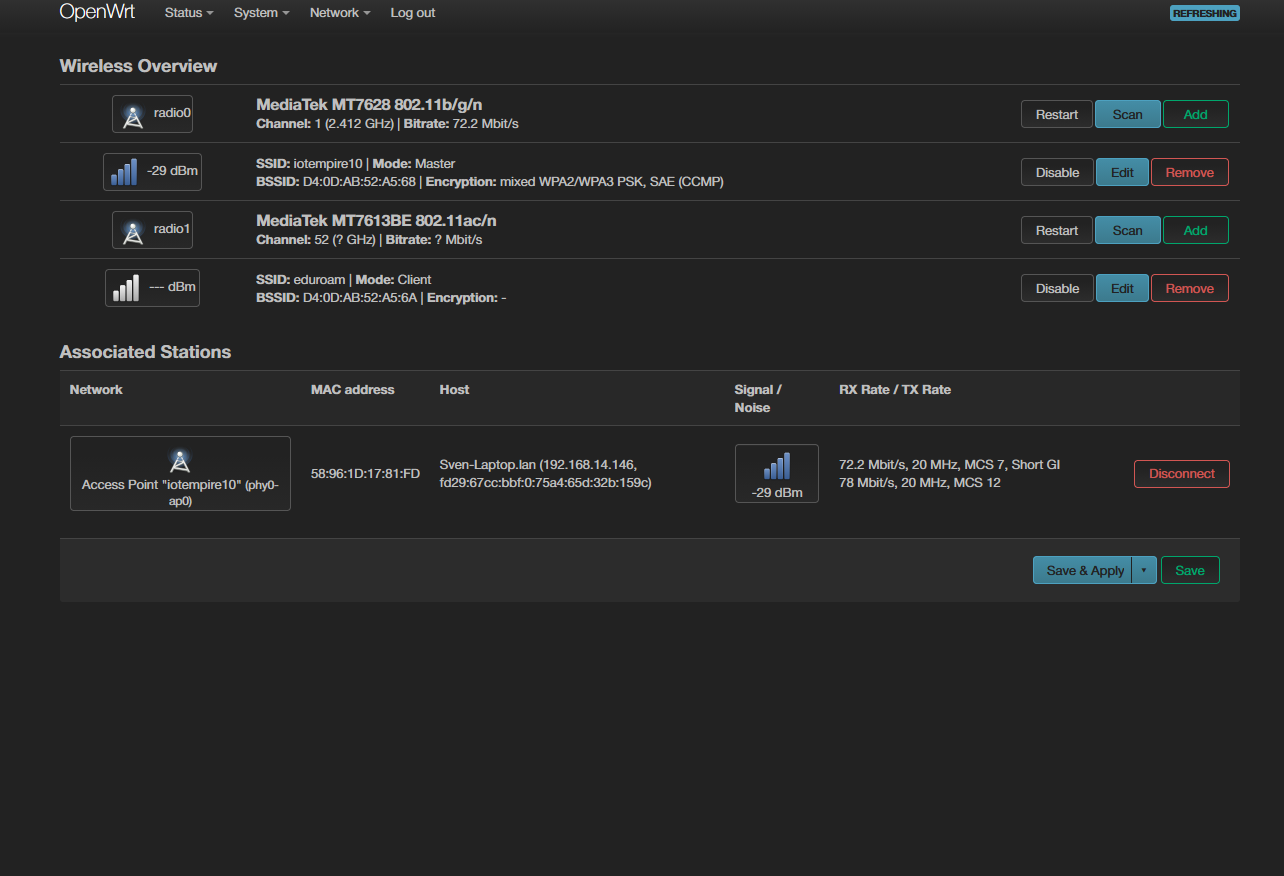 OpenWrt Status System Network Log out REFRESHING
Wireless Overview
radio0 MediaTek MT7628 802.11b/g/n
Channel: 1 (2.412 GHz) | Bitrate: 72.2 Mbit/s
Restart Scan Add
-29 dBm SSID: iotempire10 | Mode: Master
BSSID: D4:0D:AB:52:A5:68 | Encryption: mixed WPA2/WPA3 PSK, SAE (CCMP)
Disable Edit Remove
radio1 MediaTek MT7613BE 802.11ac/n
Channel: 52 (? GHz) | Bitrate: ? Mbit/s
Restart Scan Add
--- dBm SSID: eduroam | Mode: Client
BSSID: D4:0D:AB:52:A5:6A | Encryption: -
Disable Edit Remove
Associated Stations
Network MAC address Host Signal / Noise RX Rate / TX Rate
Access Point "iotempire10" (phy0-
ap0)
58:96:1D:17:81:FD
Sven-Laptop.lan (192.168.14.146,
fd29:67cc:bbf:0:75a4:65d:32b:159c)
-29 dBm
72.2 Mbit/s, 20 MHz, MCS 7, Short GI
78 Mbit/s, 20 MHz, MCS 12
Disconnect
Save & Apply Save